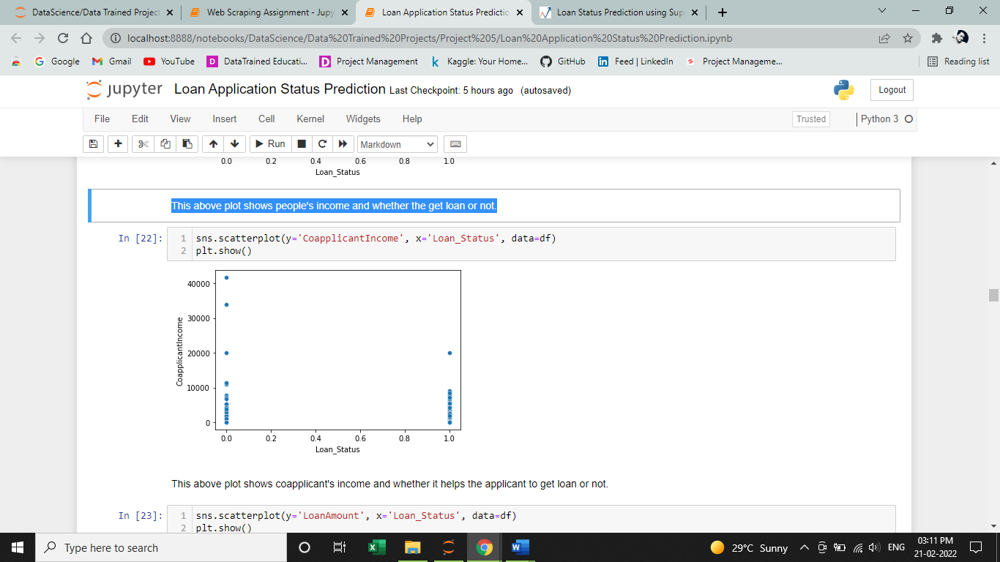 DataScience/Data Trained Project
Web Scraping Assignment - Jupy
Loan Application Status Predictio
Loan Status Prediction using Sup
localhost:8888/notebooks/DataScience/Data%20Trained%20Projects/Project%205/Loan%20Application%20Status%20Prediction.ipynb
Google Gmail YouTube DataTrained Educati... Project Management Kaggle: Your Home... GitHub Feed | LinkedIn Project Manageme... Reading list
jupyter Loan Application Status Prediction Last Checkpoint: 5 hours ago (autosaved)
Logout
File Edit View Insert Cell Kernel Widgets Help
Trusted
Python 3
Run
Markdown
0.0 0.2 0.4 0.6 0.8 1.0
Loan_Status
This above plot shows people's income and whether the get loan or not.
In [22]:
1 sns.scatterplot(y='CoapplicantIncome', x='Loan_Status', data=df)
2 plt.show()
40000
30000
20000
10000
0
CoapplicantIncome
0.0 0.2 0.4 0.6 0.8 1.0
Loan_Status
This above plot shows coapplicant's income and whether it helps the applicant to get loan or not.
In [23]:
1 sns.scatterplot(y='LoanAmount', x='Loan_Status', data=df)
2 plt.show()
Type here to search
29°C Sunny
ENG
03:11 PM
21-02-2022